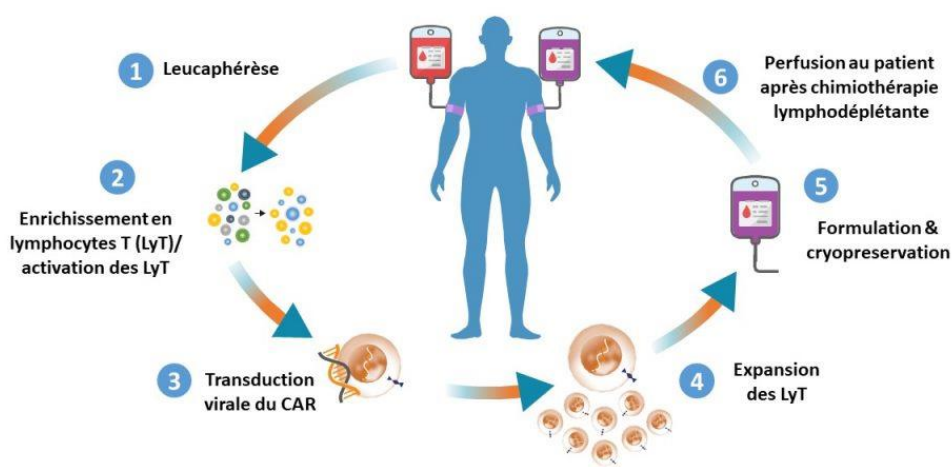 1
Leucaphérèse
2
Enrichissement en
lymphocytes T (LyT)/
activation des LyT
3
Transduction
virale du CAR
4
Expansion
des LyT
5
Formulation &
cryopreservation
6
Perfusion au patient
après chimiothérapie
lymphodéplétante